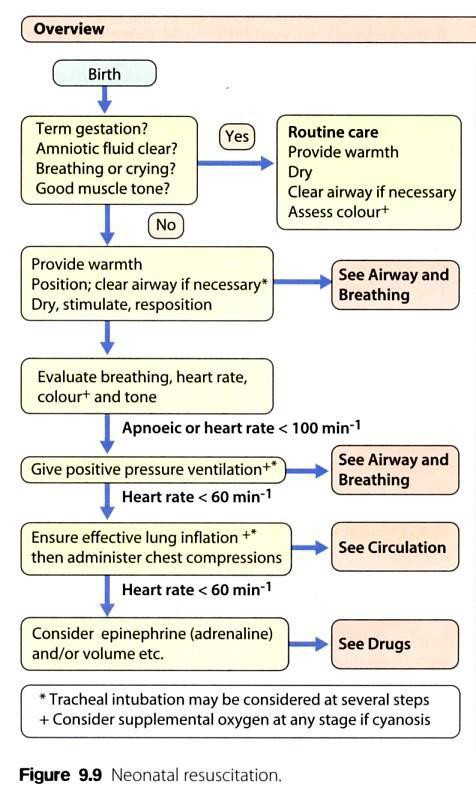 Overview
Birth
Term gestation?
Amniotic fluid clear?
Breathing or crying?
Good muscle tone?
Yes
Routine care
Provide warmth
Dry
Clear airway if necessary
Assess colour+
No
Provide warmth
Position; clear airway if necessary*
Dry, stimulate, resposition
See Airway and
Breathing
Evaluate breathing, heart rate,
colour+ and tone
Apnoeic or heart rate < 100 min-1
Give positive pressure ventilation+*
See Airway and
Breathing
Heart rate < 60 min-1
Ensure effective lung inflation +*
then administer chest compressions
See Circulation
Heart rate < 60 min-1
Consider epinephrine (adrenaline)
and/or volume etc.
See Drugs
* Tracheal intubation may be considered at several steps
+ Consider supplemental oxygen at any stage if cyanosis
Figure 9.9 Neonatal resuscitation.